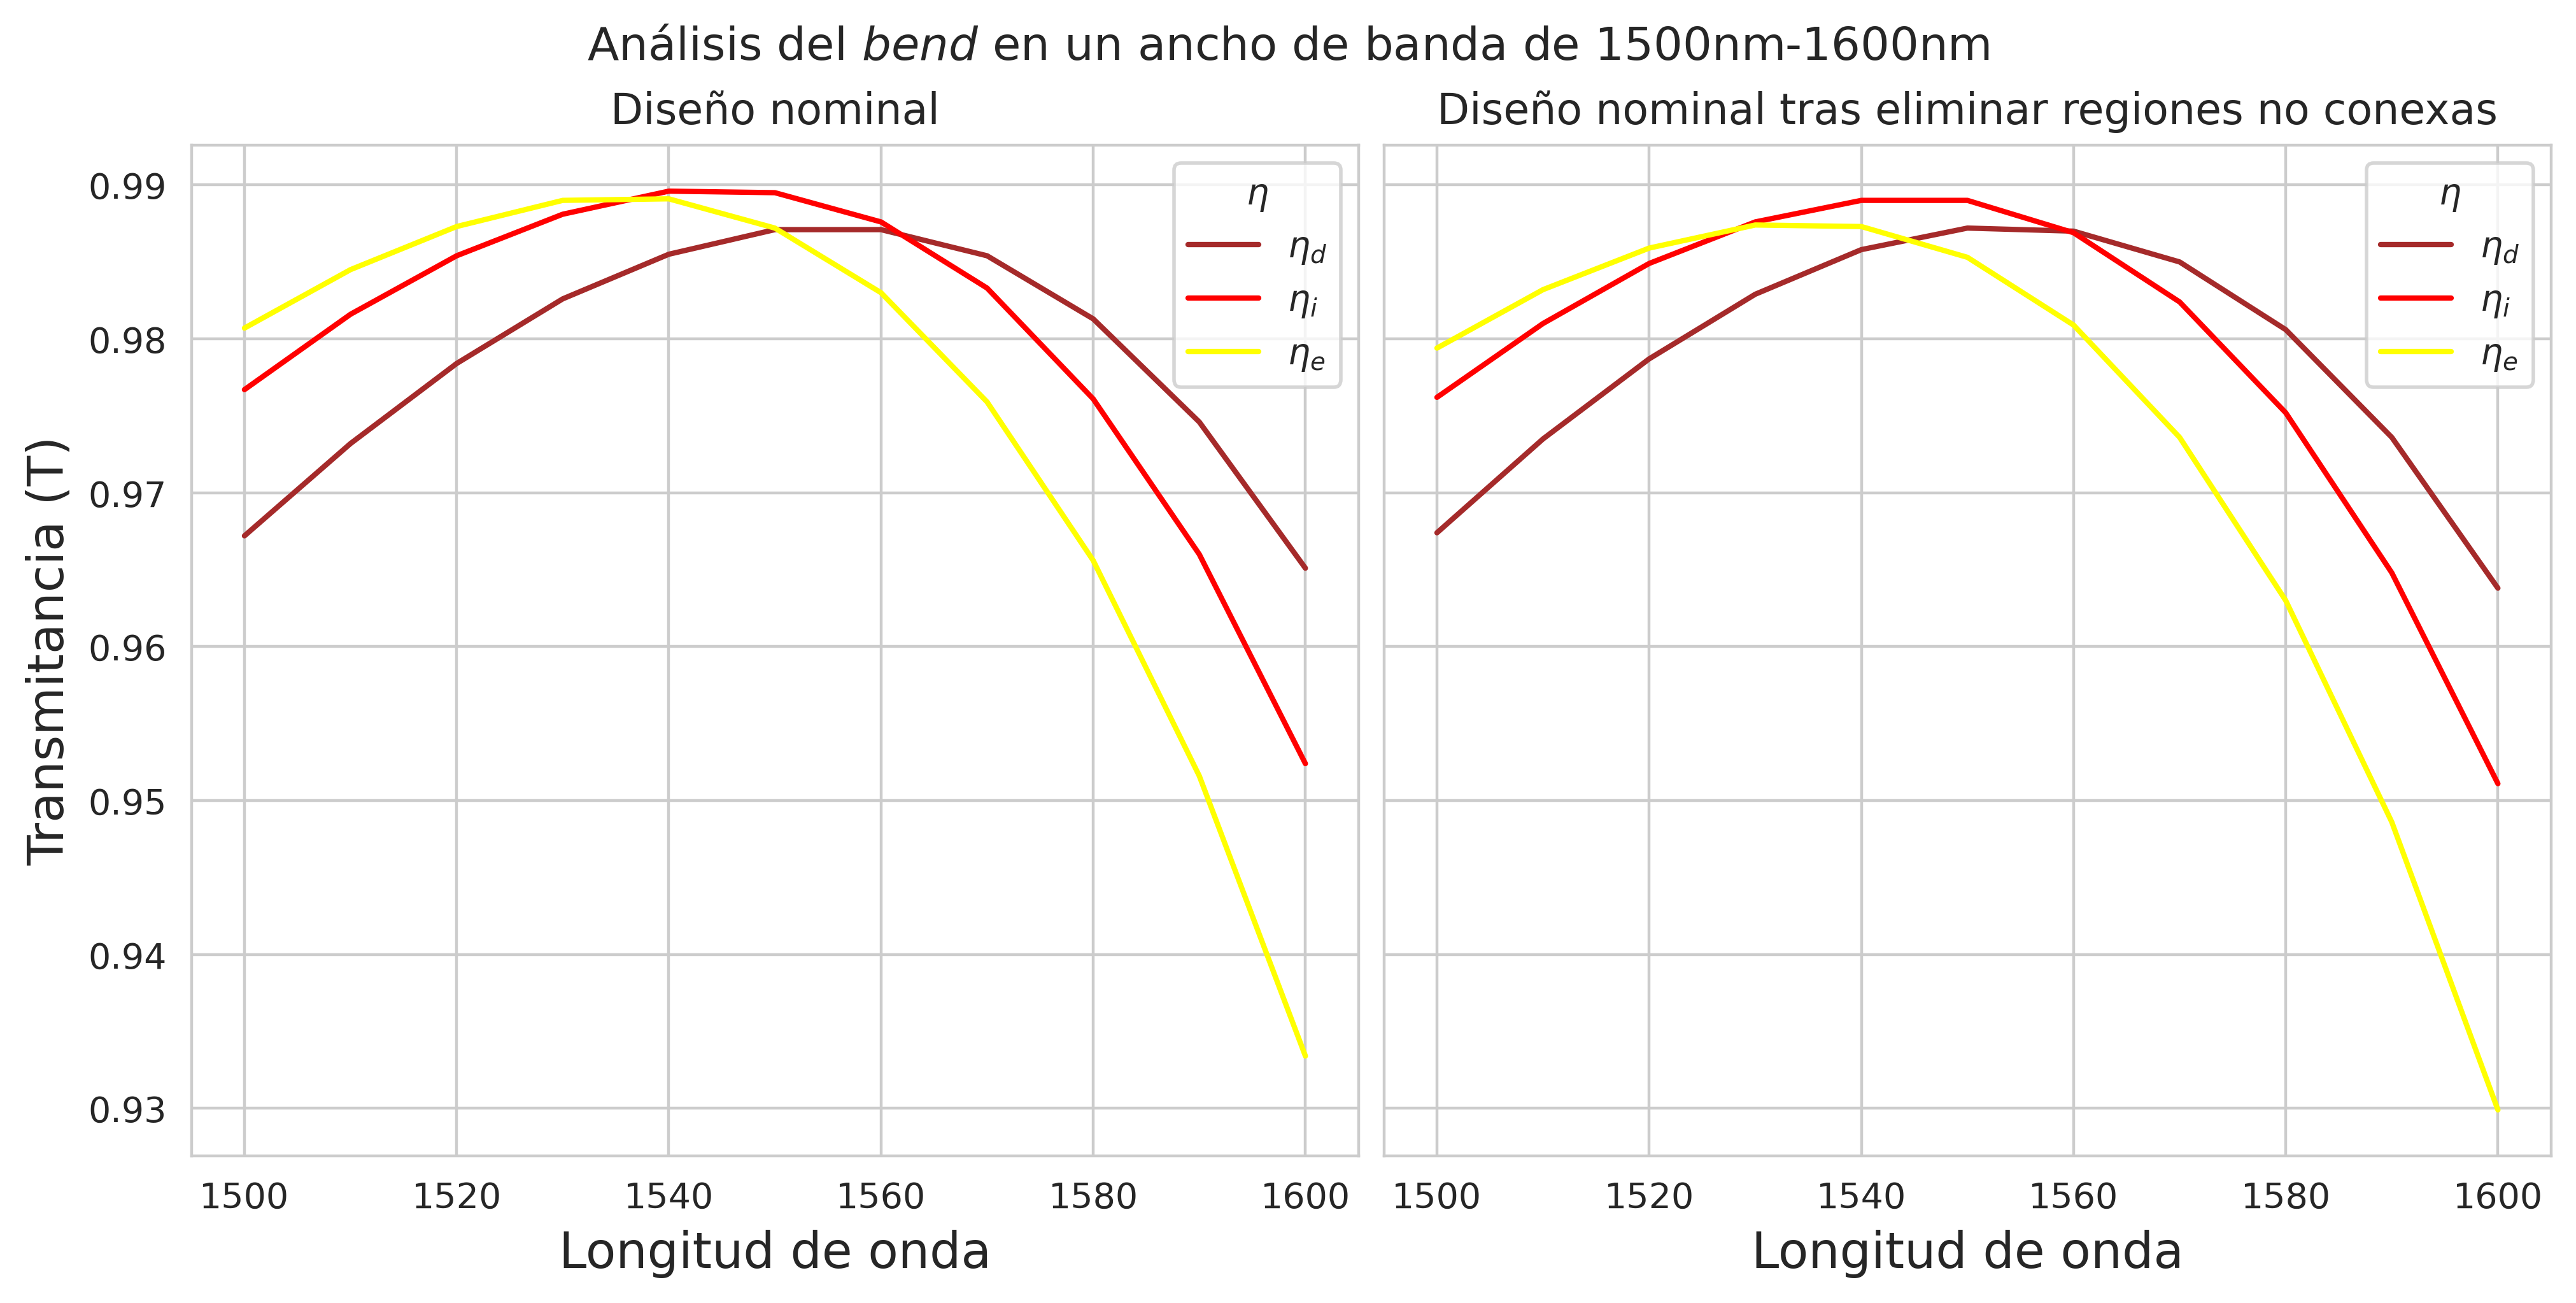 Análisis del bend en un ancho de banda de 1500nm-1600nm
Diseño nominal
Diseño nominal tras eliminar regiones no conexas
Transmitancia (T)
0.99
0.98
0.97
0.96
0.95
0.94
0.93
η
η_d
η_i
η_e
η
η_d
η_i
η_e
1500 1520 1540 1560 1580 1600
1500 1520 1540 1560 1580 1600
Longitud de onda
Longitud de onda